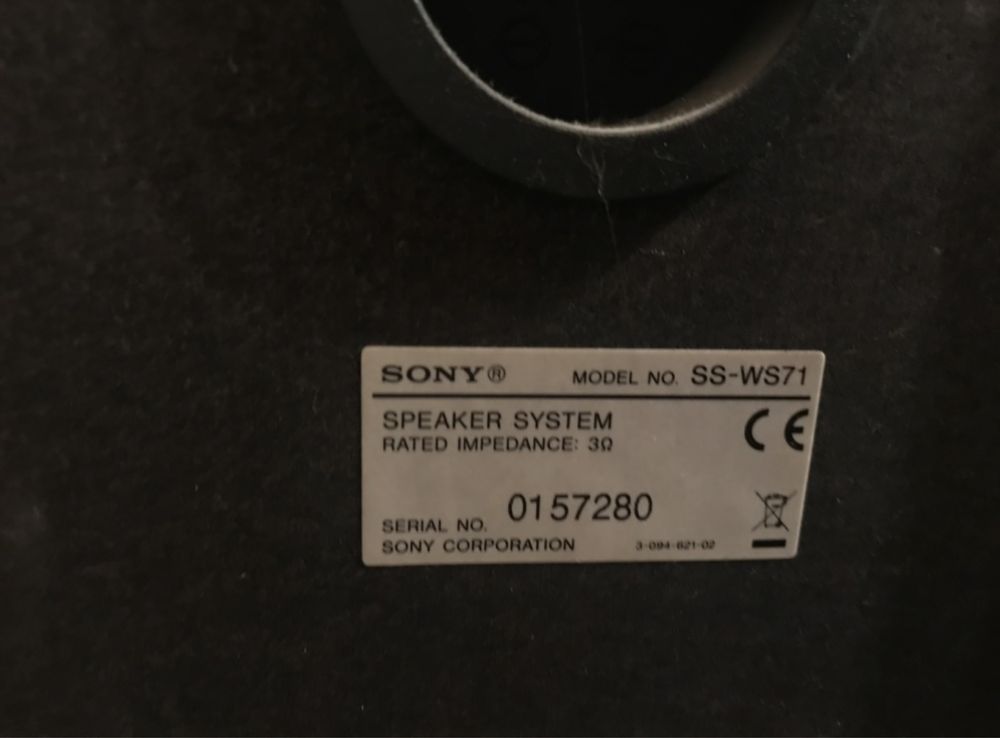 SONY®
MODEL NO. SS-WS71
SPEAKER SYSTEM
RATED IMPEDANCE: 3Ω
CE
SERIAL NO. 0157280
SONY CORPORATION
3-094-821-02